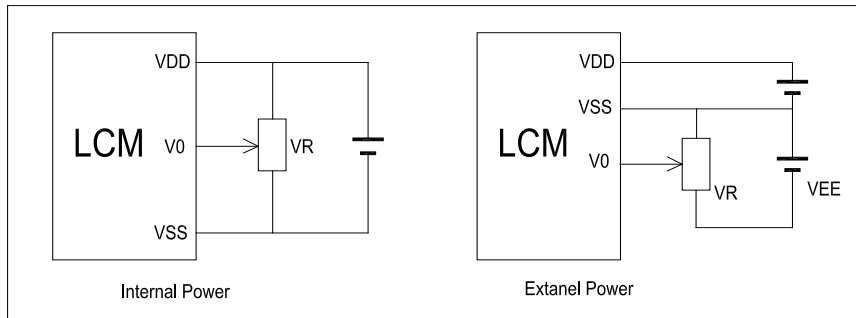 VDD
LCM
V0
VR
VSS
Internal Power
VDD
VSS
LCM
V0
VR
VEE
Extanel Power